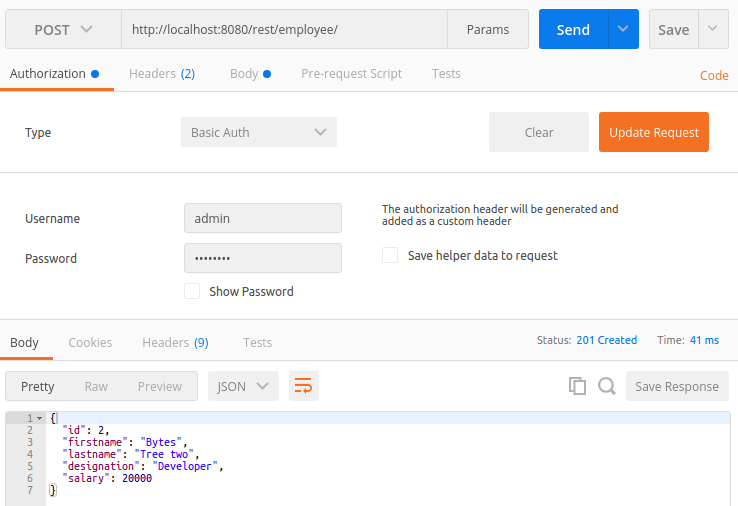 POST http://localhost:8080/rest/employee/ Params Send Save
Authorization Headers (2) Body Pre-request Script Tests Code
Type Basic Auth Clear Update Request
Username admin
The authorization header will be generated and
added as a custom header
Password ••••••••
Save helper data to request
Show Password
Body Cookies Headers (9) Tests Status: 201 Created Time: 41 ms
Pretty Raw Preview JSON Save Response
1 {
2 "id": 2,
3 "firstname": "Bytes",
4 "lastname": "Tree two",
5 "designation": "Developer",
6 "salary": 20000
7 }